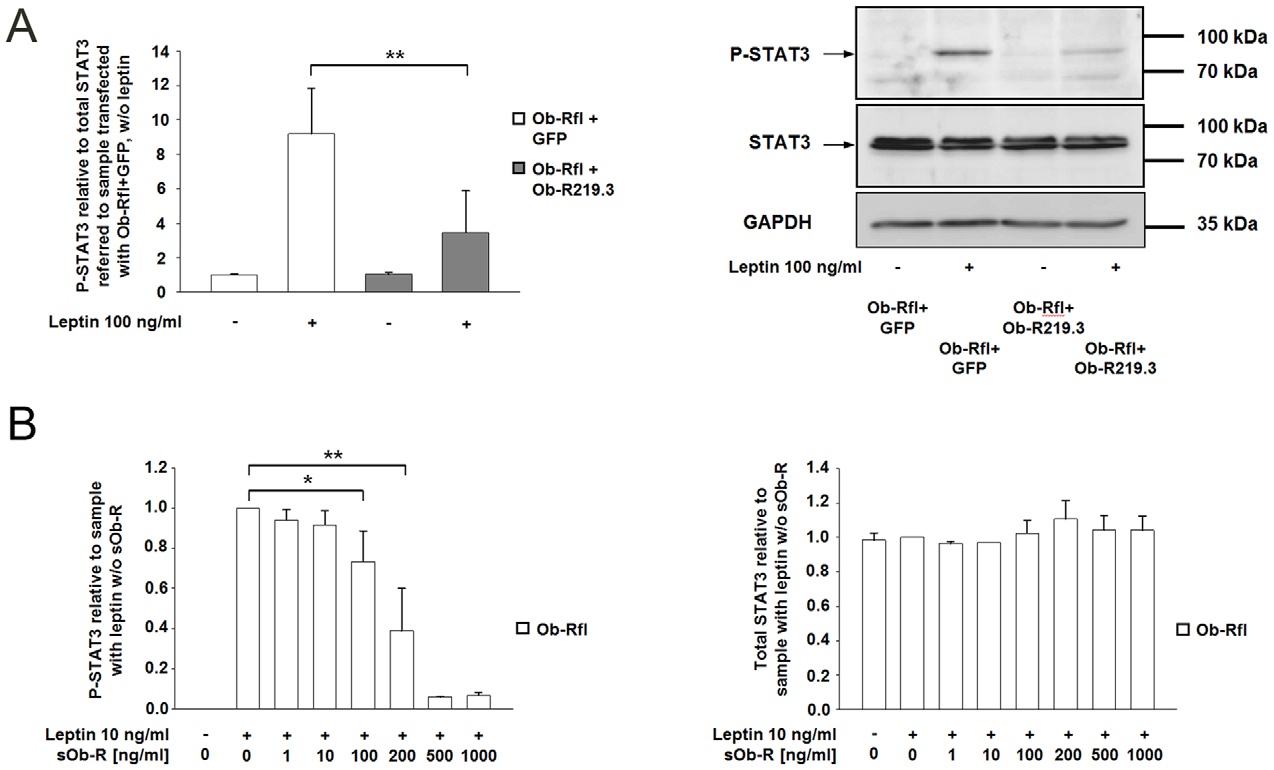 A
P-STAT3 relative to total STAT3
referred to sample transfected
with Ob-Rfl+GFP, w/o leptin
14
12
10
8
6
4
2
0
**
Ob-Rfl +
GFP
Ob-Rfl +
Ob-R219.3
Leptin 100 ng/ml - + - +
P-STAT3
100 kDa
70 kDa
STAT3
100 kDa
70 kDa
GAPDH
35 kDa
Leptin 100 ng/ml - + - +
Ob-Rfl+
GFP
Ob-Rfl+
GFP
Ob-Rfl+
Ob-R219.3
Ob-Rfl+
Ob-R219.3
B
P-STAT3 relative to sample
with leptin w/o sOb-R
1.2
1.0
0.8
0.6
0.4
0.2
0.0
**
*
Ob-Rfl
Leptin 10 ng/ml - + + + + + + +
sOb-R [ng/ml] 0 0 1 10 100 200 500 1000
Total STAT3 relative to
sample with leptin w/o sOb-R
1.4
1.2
1.0
0.8
0.6
0.4
0.2
0.0
Ob-Rfl
Leptin 10 ng/ml - + + + + + + +
sOb-R [ng/ml] 0 0 1 10 100 200 500 1000